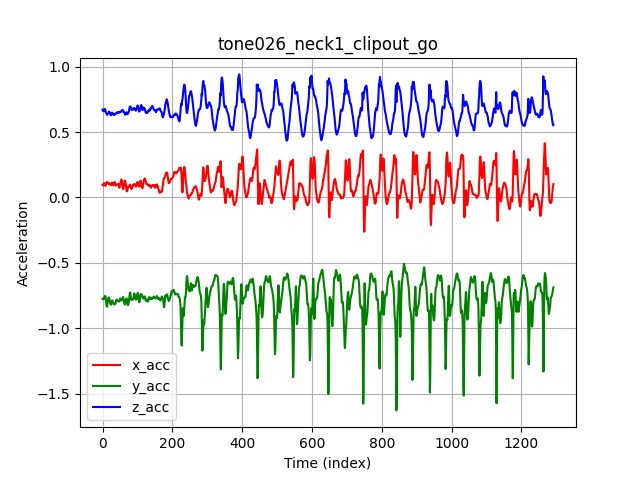 tone026_neck1_clipout_go
1.0
0.5
0.0
−0.5
−1.0
−1.5
Acceleration
x_acc
y_acc
z_acc
0 200 400 600 800 1000 1200
Time (index)